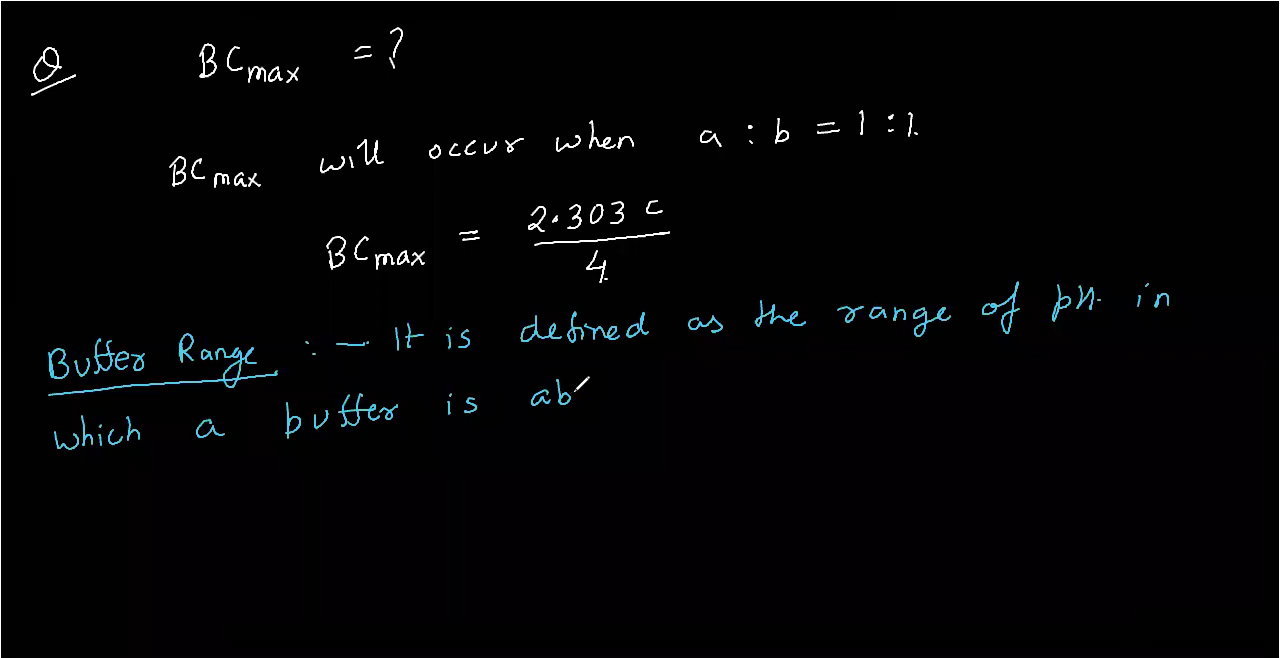 Q BCmax = ?
BCmax will occur when a : b = 1 : 1.
BCmax = 2.303 c / 4
Buffer Range : — It is defined as the range of pH in
which a buffer is ab